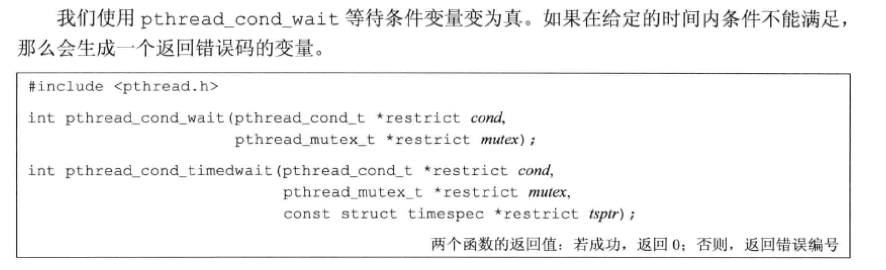 我们使用 pthread_cond_wait 等待条件变量变为真。如果在给定的时间内条件不能满足，
那么会生成一个返回错误码的变量。
#include <pthread.h>
int pthread_cond_wait(pthread_cond_t *restrict cond,
pthread_mutex_t *restrict mutex);
int pthread_cond_timedwait(pthread_cond_t *restrict cond,
pthread_mutex_t *restrict mutex,
const struct timespec *restrict tsptr);
两个函数的返回值：若成功，返回 0；否则，返回错误编号